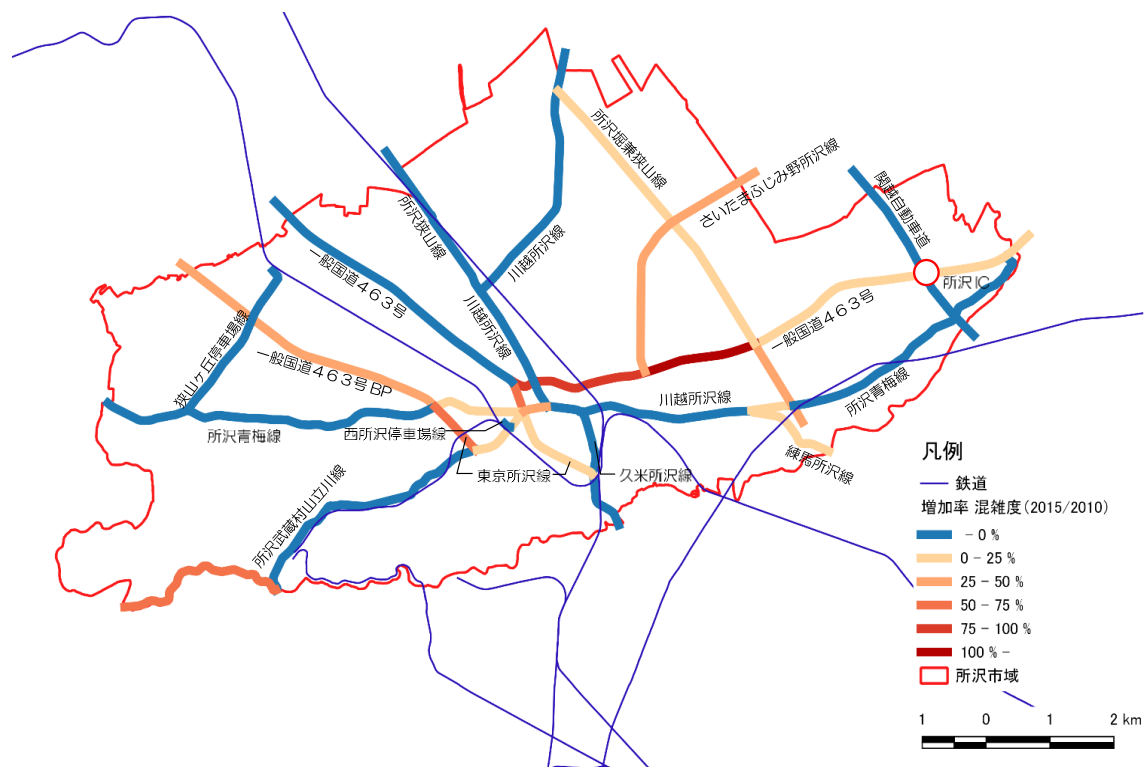 所沢堀兼狭山線
さいたまふじみ野所沢線
関越自動車道
所沢狭山線
川越所沢線
一般国道463号
所沢IC
川越所沢線
一般国道463号
狭山ヶ丘停車場線
一般国道463号BP
川越所沢線
所沢青梅線
所沢青梅線
西所沢停車場線
練馬所沢線
東京所沢線
久米所沢線
所沢武蔵村山立川線
凡例
鉄道
増加率 混雑度(2015/2010)
- 0 %
0 - 25 %
25 - 50 %
50 - 75 %
75 - 100 %
100 % -
所沢市域
1 0 1 2 km